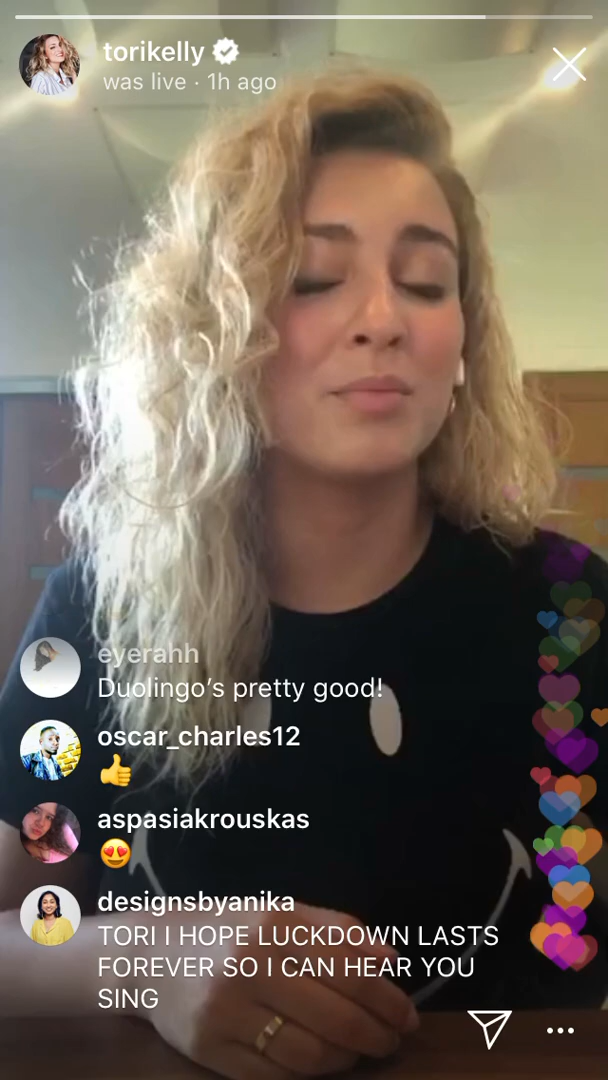 torikelly
was live · 1h ago
eyerahh
Duolingo’s pretty good!
oscar_charles12
👍
aspasiakrouskas
😍
designsbyanika
TORI I HOPE LUCKDOWN LASTS
FOREVER SO I CAN HEAR YOU
SING